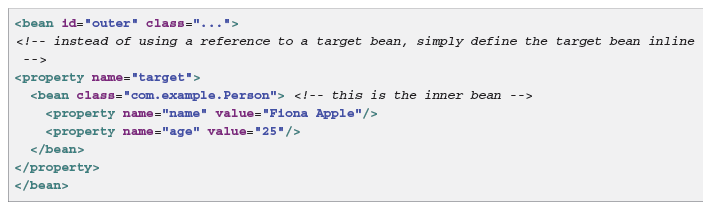 <bean id="outer" class="...">
<!-- instead of using a reference to a target bean, simply define the target bean inline
-->
<property name="target">
<bean class="com.example.Person"> <!-- this is the inner bean -->
<property name="name" value="Fiona Apple"/>
<property name="age" value="25"/>
</bean>
</property>
</bean>